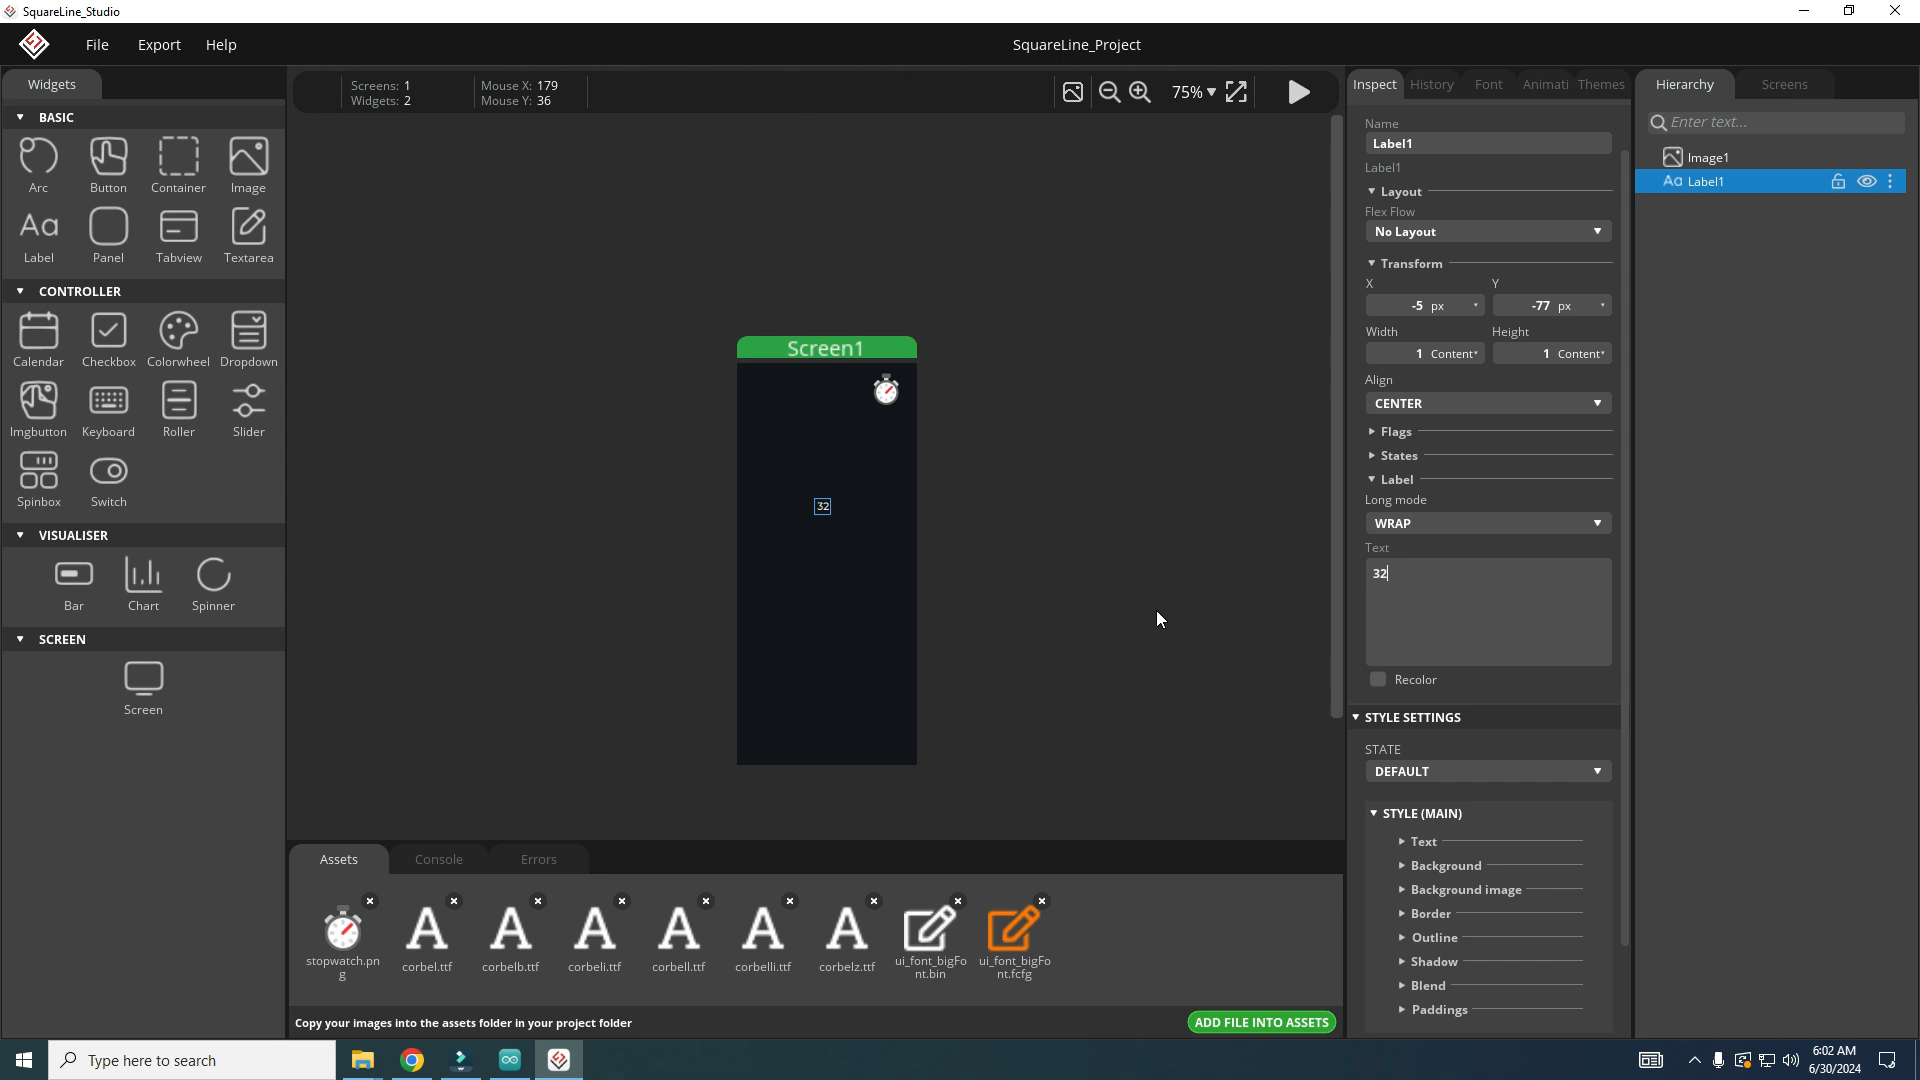 SquareLine_Studio
File Export Help
SquareLine_Project
Widgets
BASIC
Arc Button Container Image
Label Panel Tabview Textarea
CONTROLLER
Calendar Checkbox Colorwheel Dropdown
Imgbutton Keyboard Roller Slider
Spinbox Switch
VISUALISER
Bar Chart Spinner
SCREEN
Screen
Screens: 1
Widgets: 2
Mouse X: 179
Mouse Y: 36
75%
Screen1
32
Assets Console Errors
stopwatch.pn
g
corbel.ttf
corbelb.ttf
corbeli.ttf
corbell.ttf
corbelli.ttf
corbelz.ttf
ui_font_bigFo
nt.bin
ui_font_bigFo
nt.fcfg
Copy your images into the assets folder in your project folder
ADD FILE INTO ASSETS
Inspect History Font Animati Themes
Name
Label1
Label1
Layout
Flex Flow
No Layout
Transform
X Y
-5 px -77 px
Width Height
1 Content 1 Content
Align
CENTER
Flags
States
Label
Long mode
WRAP
Text
32
Recolor
STYLE SETTINGS
STATE
DEFAULT
STYLE (MAIN)
Text
Background
Background image
Border
Outline
Shadow
Blend
Paddings
Hierarchy Screens
Enter text...
Image1
Aa Label1
Type here to search
6:02 AM
6/30/2024